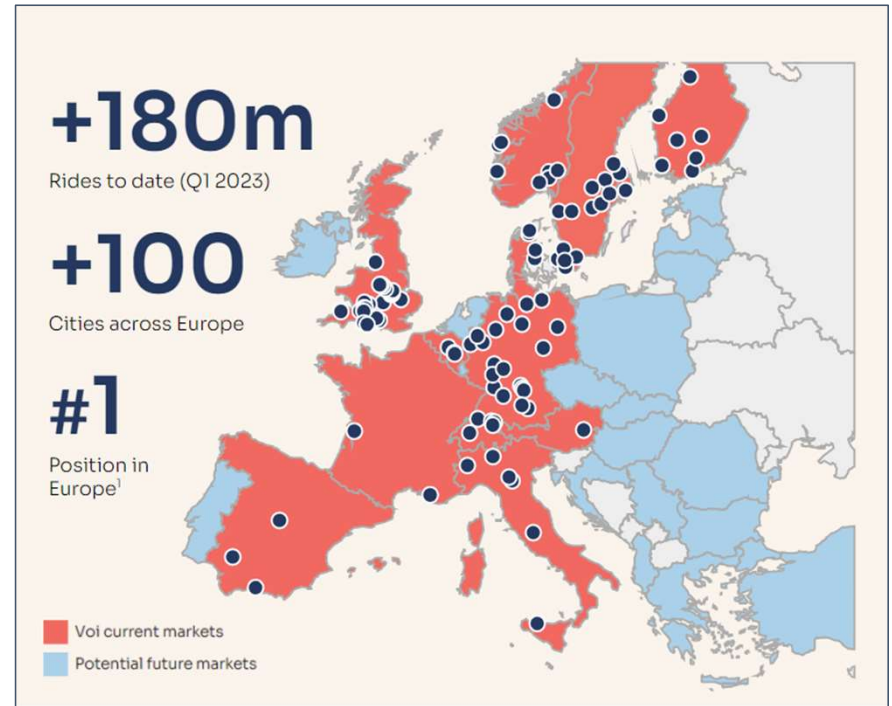 +180m
Rides to date (Q1 2023)
+100
Cities across Europe
#1
Position in
Europe¹
Voi current markets
Potential future markets